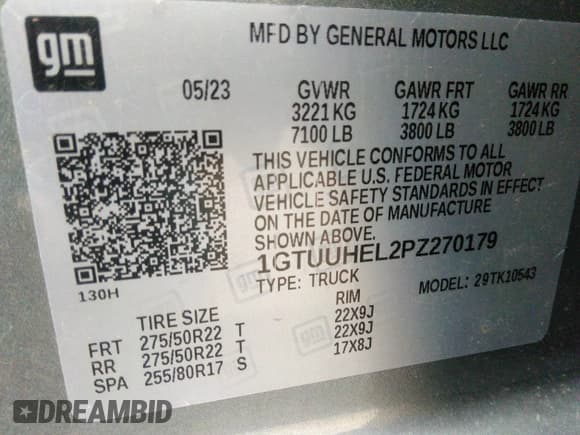 gm
MFD BY GENERAL MOTORS LLC
05/23 GVWR GAWR FRT GAWR RR
3221 KG 1724 KG 1724 KG
7100 LB 3800 LB 3800 LB
THIS VEHICLE CONFORMS TO ALL
APPLICABLE U.S. FEDERAL MOTOR
VEHICLE SAFETY STANDARDS IN EFFECT
ON THE DATE OF MANUFACTURE
SHOWN ABOVE.
1GTUUHEL2PZ270179
130H TYPE: TRUCK MODEL: 29TK10543
TIRE SIZE RIM
FRT 275/50R22 T 22X9J
RR 275/50R22 T 22X9J
SPA 255/80R17 S 17X8J
gm
gm
DREAMBID